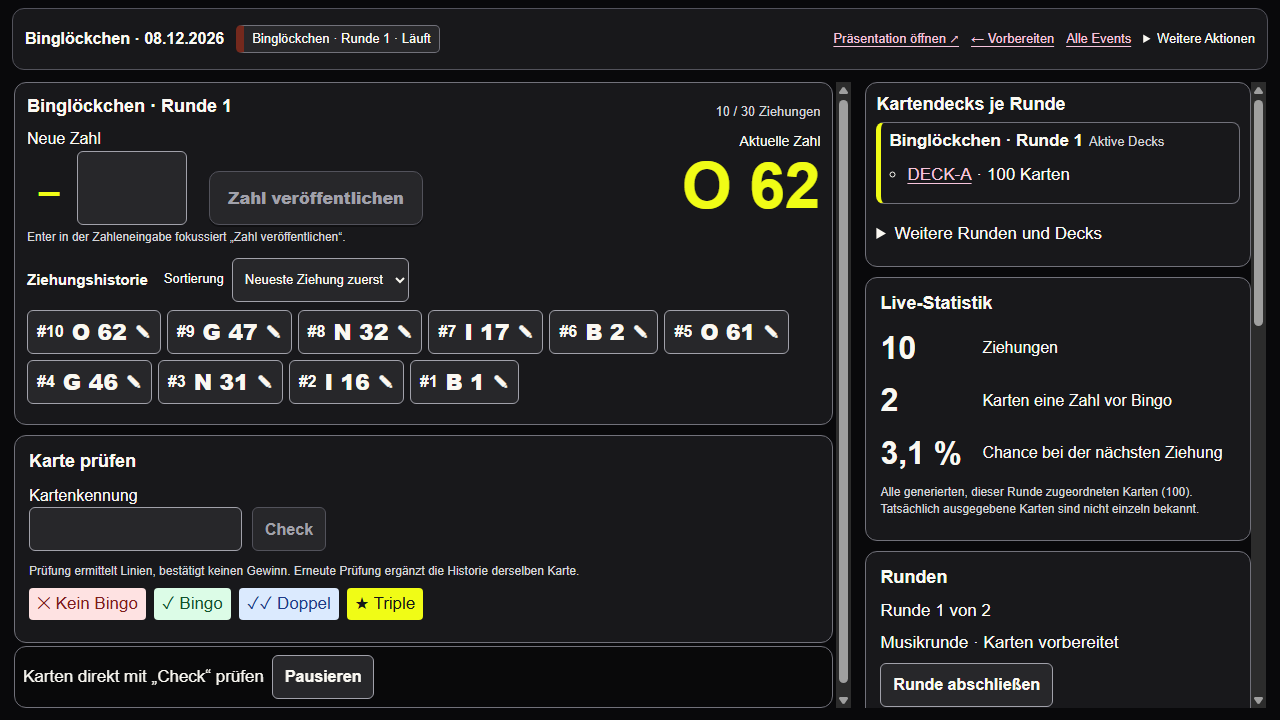 Binglöckchen · 08.12.2026
Binglöckchen · Runde 1 · Läuft
Präsentation öffnen ↗
← Vorbereiten
Alle Events
▶ Weitere Aktionen
Binglöckchen · Runde 1
10 / 30 Ziehungen
Neue Zahl
Aktuelle Zahl
–
Zahl veröffentlichen
O 62
Enter in der Zahleneingabe fokussiert „Zahl veröffentlichen“.
Ziehungshistorie
Sortierung
Neueste Ziehung zuerst
#10 O 62 ✎
#9 G 47 ✎
#8 N 32 ✎
#7 I 17 ✎
#6 B 2 ✎
#5 O 61 ✎
#4 G 46 ✎
#3 N 31 ✎
#2 I 16 ✎
#1 B 1 ✎
Karte prüfen
Kartenkennung
Check
Prüfung ermittelt Linien, bestätigt keinen Gewinn. Erneute Prüfung ergänzt die Historie derselben Karte.
✕ Kein Bingo
✓ Bingo
✓✓ Doppel
★ Triple
Karten direkt mit „Check“ prüfen
Pausieren
Kartendecks je Runde
Binglöckchen · Runde 1 Aktive Decks
DECK-A · 100 Karten
▶ Weitere Runden und Decks
Live-Statistik
10 Ziehungen
2 Karten eine Zahl vor Bingo
3,1 % Chance bei der nächsten Ziehung
Alle generierten, dieser Runde zugeordneten Karten (100).
Tatsächlich ausgegebene Karten sind nicht einzeln bekannt.
Runden
Runde 1 von 2
Musikrunde · Karten vorbereitet
Runde abschließen